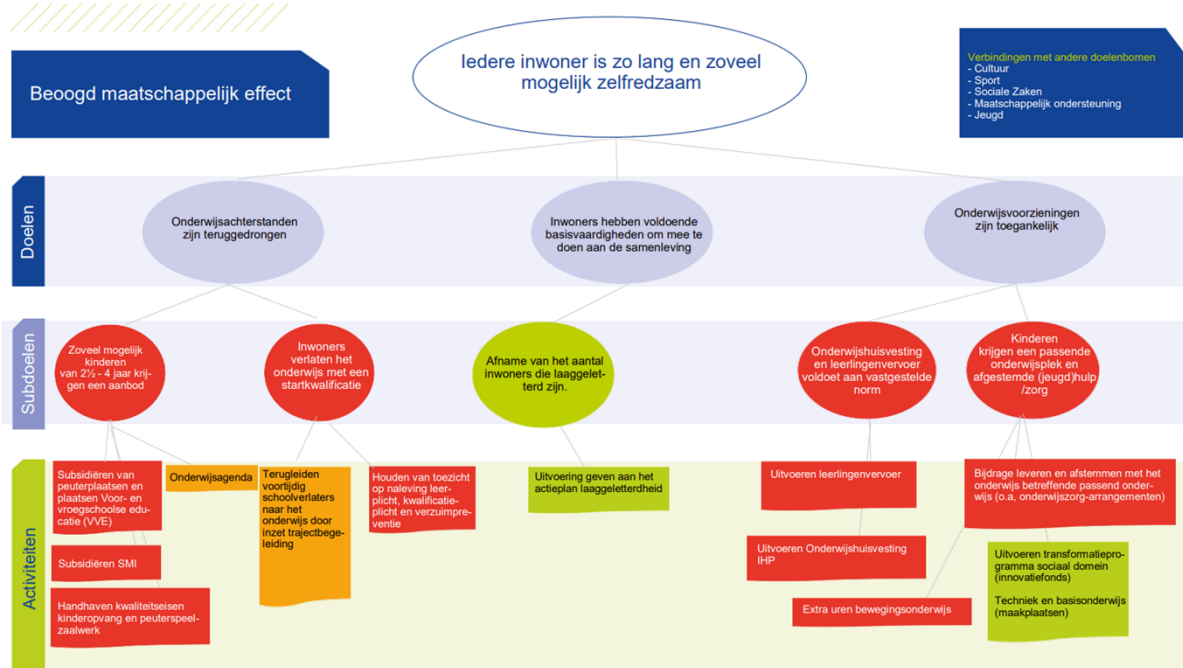 Beoogd maatschappelijk effect
Iedere inwoner is zo lang en zoveel
mogelijk zelfredzaam
Verbindingen met andere doelenbomen
- Cultuur
- Sport
- Sociale Zaken
- Maatschappelijk ondersteuning
- Jeugd
Doelen
Onderwijsachterstanden
zijn teruggedrongen
Inwoners hebben voldoende
basisvaardigheden om mee te
doen aan de samenleving
Onderwijsvoorzieningen
zijn toegankelijk
Subdoelen
Zoveel mogelijk
kinderen
van 2½ - 4 jaar krij-
gen een aanbod
Inwoners
verlaten het
onderwijs met een
startkwalificatie
Afname van het aantal
inwoners die laaggelet-
terd zijn.
Onderwijshuisvesting
en leerlingenvervoer
voldoet aan vastgestelde
norm
Kinderen
krijgen een passende
onderwijsplek en
afgestemde (jeugd)hulp
/zorg
Activiteiten
Subsidiëren van
peuterplaatsen en
plaatsen Voor- en
vroegschoolse edu-
catie (VVE)
Onderwijsagenda
Terugleiden
voortijdig
schoolverlaters
naar het
onderwijs door
inzet trajectbege-
leiding
Houden van toezicht
op naleving leer-
plicht, kwalificatie-
plicht en verzuimpre-
ventie
Uitvoering geven aan het
actieplan laaggeletterdheid
Uitvoeren leerlingenvervoer
Bijdrage leveren en afstemmen met het
onderwijs betreffende passend onder-
wijs (o.a, onderwijszorg-arrangementen)
Subsidiëren SMI
Uitvoeren Onderwijshuisvesting
IHP
Uitvoeren transformatiepro-
gramma sociaal domein
(innovatiefonds)
Techniek en basisonderwijs
(maakplaatsen)
Handhaven kwaliteitseisen
kinderopvang en peuterspeel-
zaalwerk
Extra uren bewegingsonderwijs